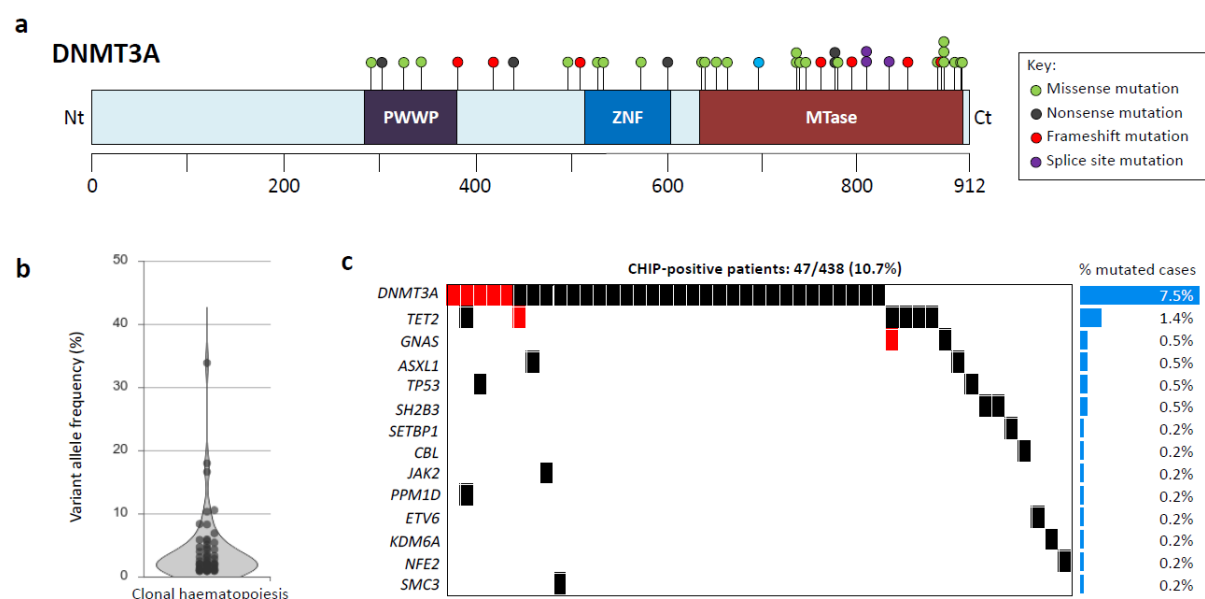 a
DNMT3A
Key:
Missense mutation
Nonsense mutation
Frameshift mutation
Splice site mutation
Nt
PWWP
ZNF
MTase
Ct
0 200 400 600 800 912
b
Variant allele frequency (%)
50
40
30
20
10
0
Clonal haematopoiesis
c
CHIP-positive patients: 47/438 (10.7%)
% mutated cases
DNMT3A 7.5%
TET2 1.4%
GNAS 0.5%
ASXL1 0.5%
TP53 0.5%
SH2B3 0.5%
SETBP1 0.2%
CBL 0.2%
JAK2 0.2%
PPM1D 0.2%
ETV6 0.2%
KDM6A 0.2%
NFE2 0.2%
SMC3 0.2%